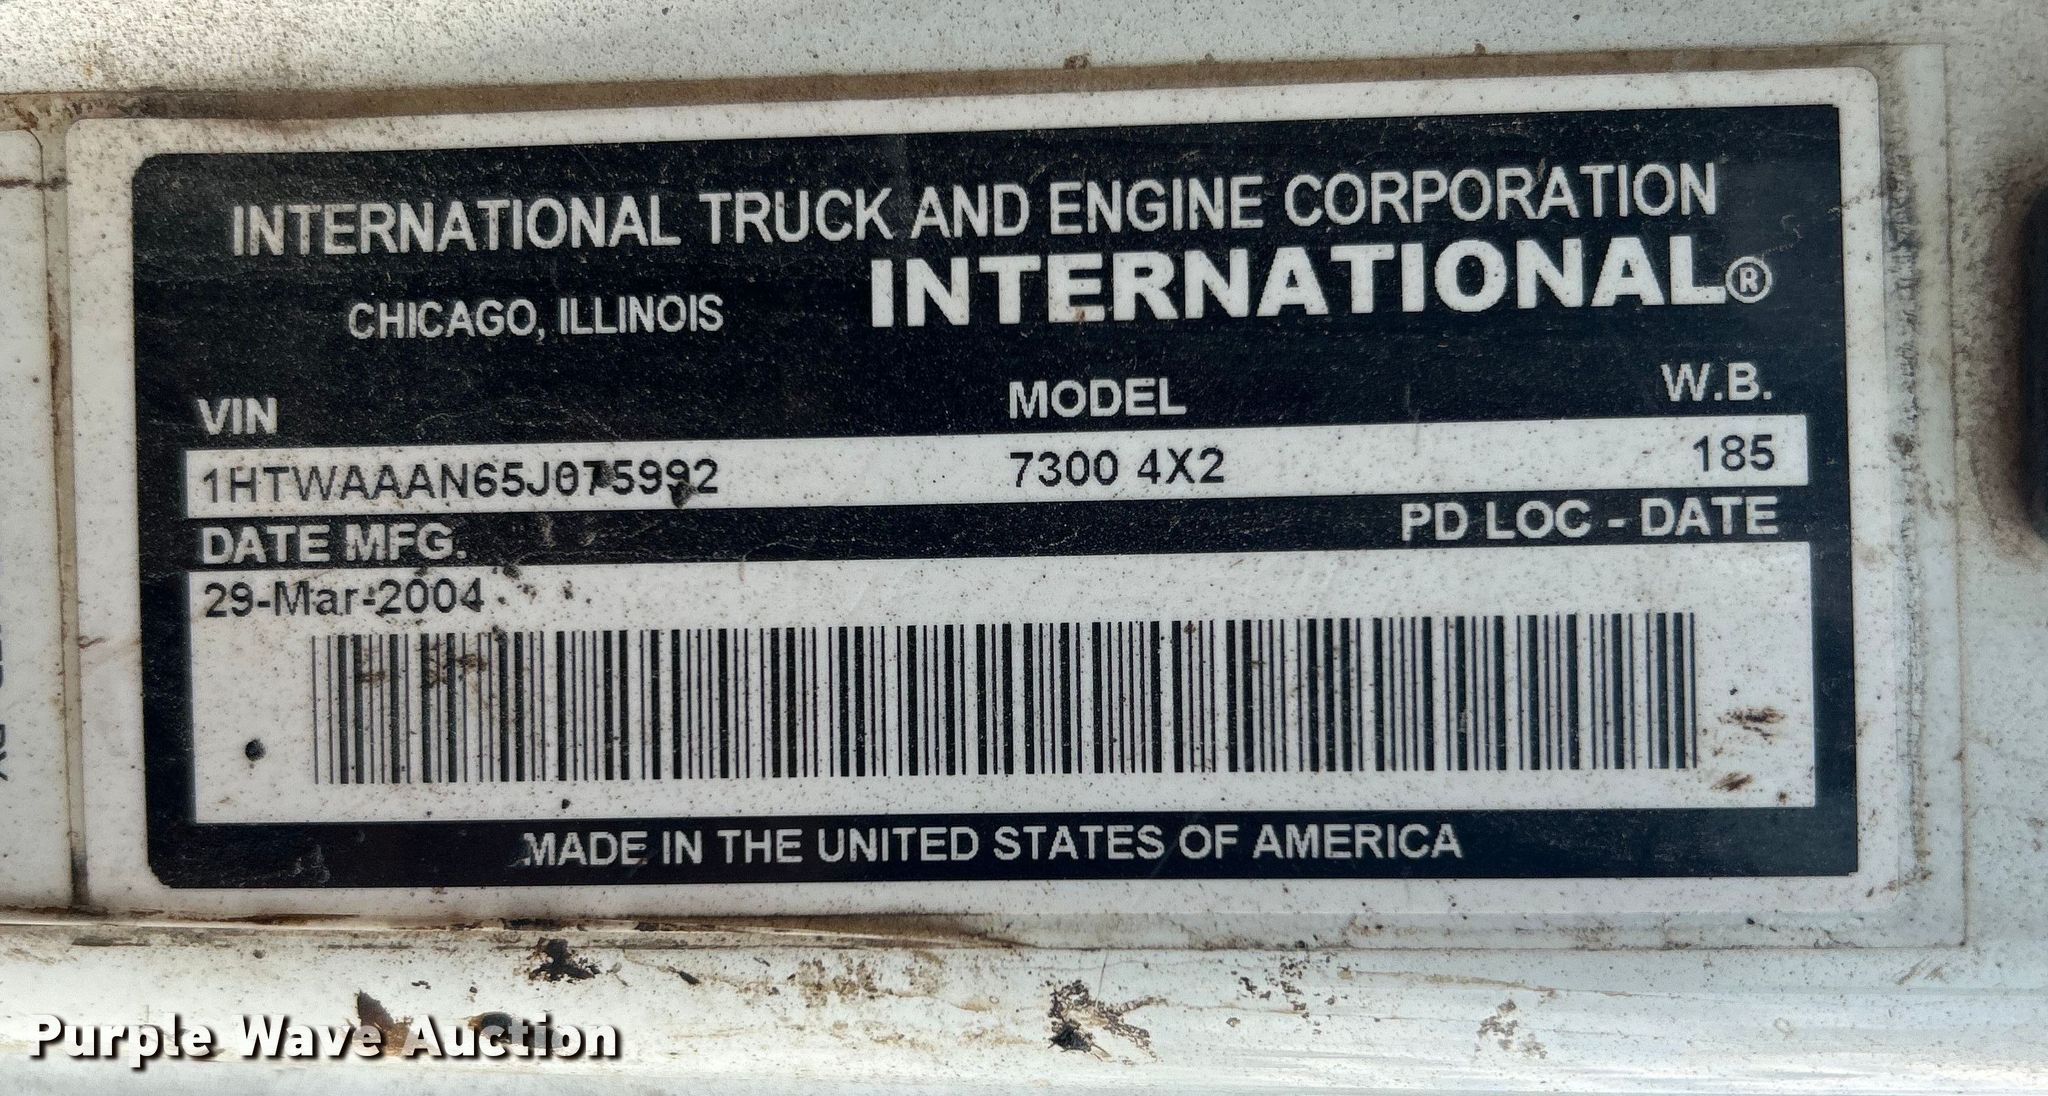 INTERNATIONAL TRUCK AND ENGINE CORPORATION
CHICAGO, ILLINOIS INTERNATIONAL®
VIN MODEL W.B.
1HTWAAAN65J075992 7300 4X2 185
DATE MFG. PD LOC - DATE
29-Mar-2004
MADE IN THE UNITED STATES OF AMERICA
Purple Wave Auction